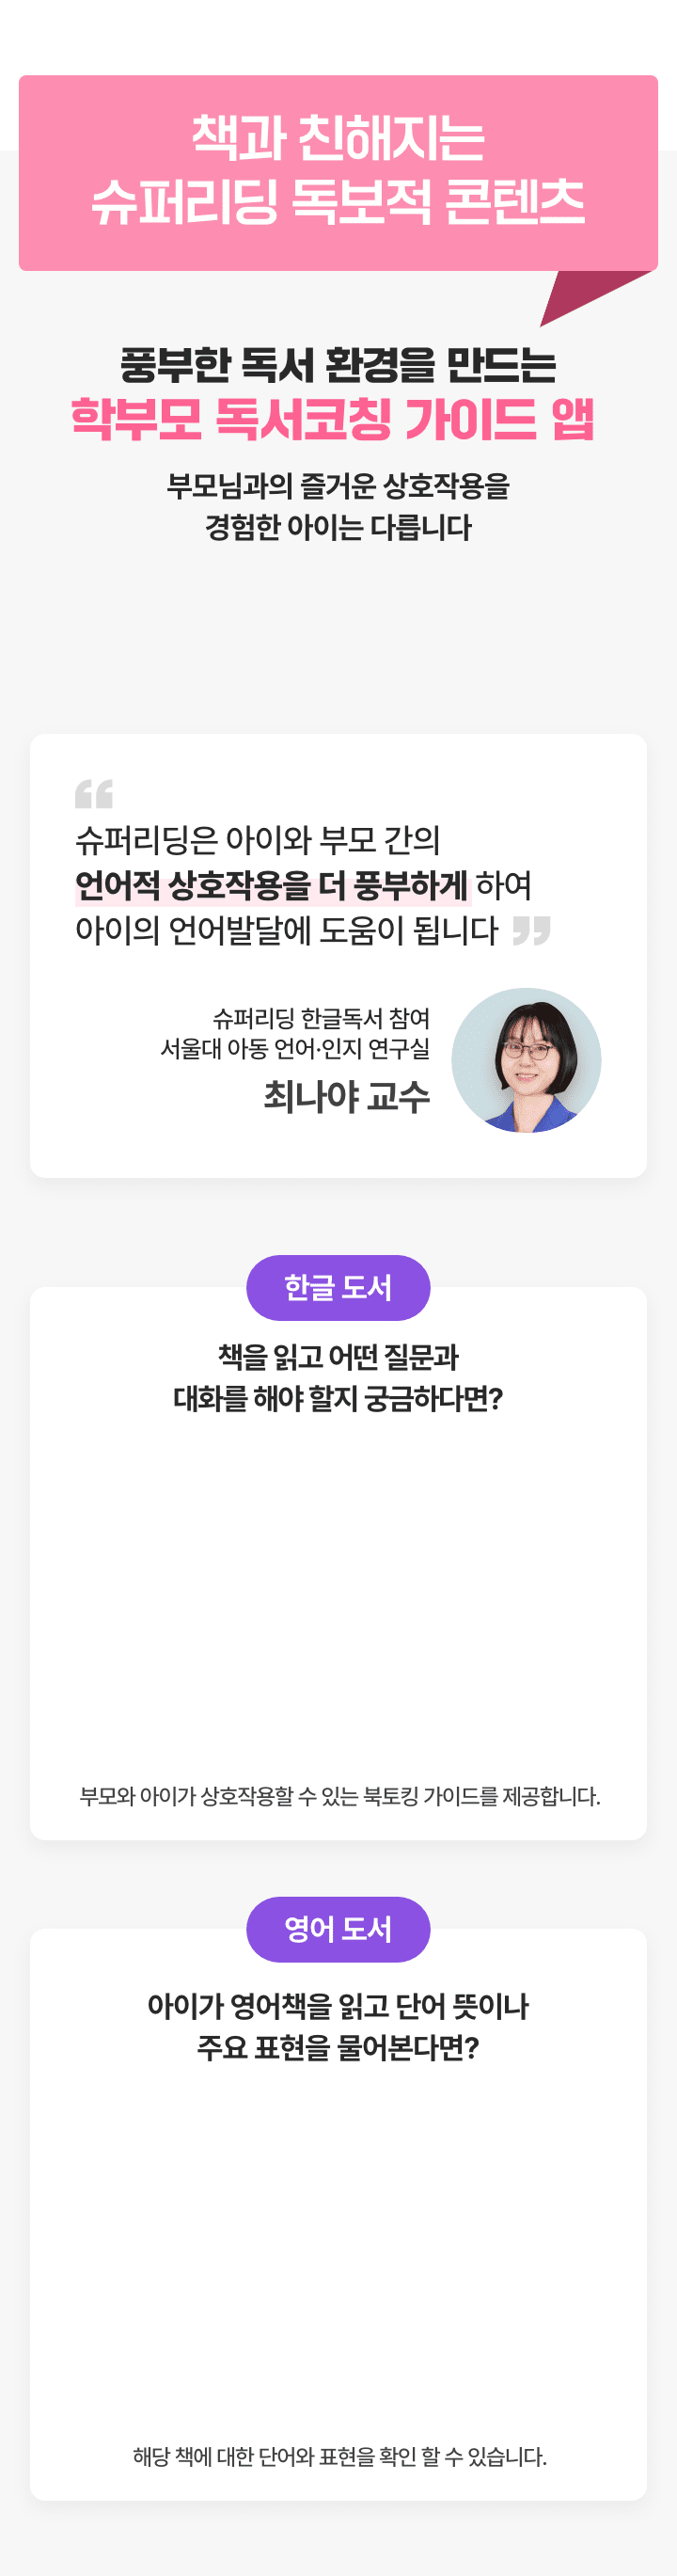 책과 친해지는
슈퍼리딩 독보적 콘텐츠
풍부한 독서 환경을 만드는
학부모 독서코칭 가이드 앱
부모님과의 즐거운 상호작용을
경험한 아이는 다릅니다
“
슈퍼리딩은 아이와 부모 간의
언어적 상호작용을 더 풍부하게 하여
아이의 언어발달에 도움이 됩니다 ”
슈퍼리딩 한글독서 참여
서울대 아동 언어·인지 연구실
최나야 교수
한글 도서
책을 읽고 어떤 질문과
대화를 해야 할지 궁금하다면?
부모와 아이가 상호작용할 수 있는 북토킹 가이드를 제공합니다.
영어 도서
아이가 영어책을 읽고 단어 뜻이나
주요 표현을 물어본다면?
해당 책에 대한 단어와 표현을 확인 할 수 있습니다.